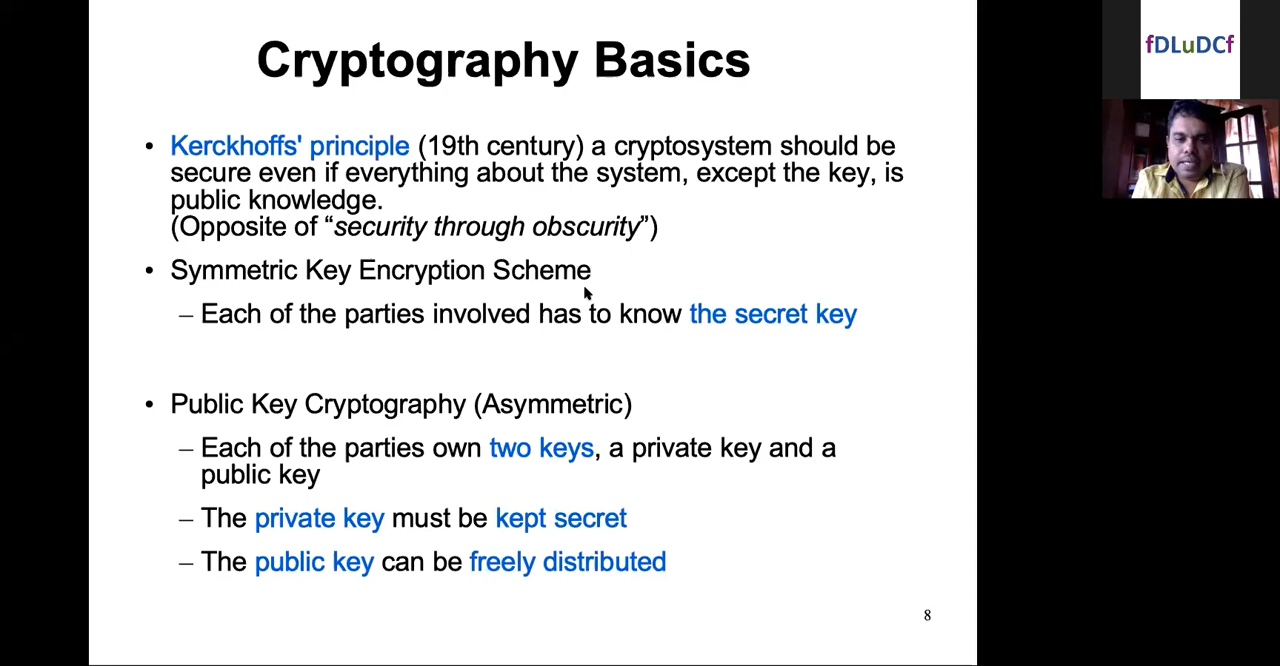 Cryptography Basics
fDLuDCf
• Kerckhoffs' principle (19th century) a cryptosystem should be
secure even if everything about the system, except the key, is
public knowledge.
(Opposite of “security through obscurity”)
• Symmetric Key Encryption Scheme
– Each of the parties involved has to know the secret key
• Public Key Cryptography (Asymmetric)
– Each of the parties own two keys, a private key and a
public key
– The private key must be kept secret
– The public key can be freely distributed
8